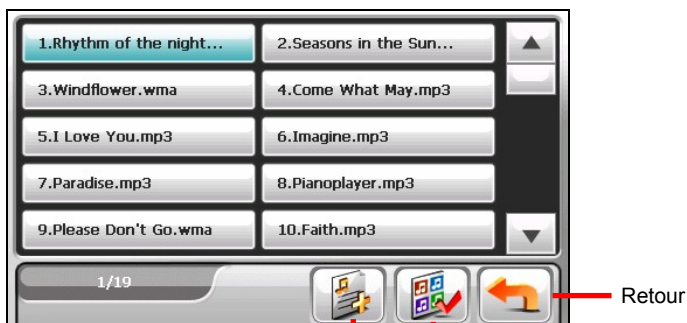 1.Rhythm of the night...
2.Seasons in the Sun...
3.Windflower.wma
4.Come What May.mp3
5.I Love You.mp3
6.Imagine.mp3
7.Paradise.mp3
8.Pianoplayer.mp3
9.Please Don't Go.wma
10.Faith.mp3
1/19
Retour